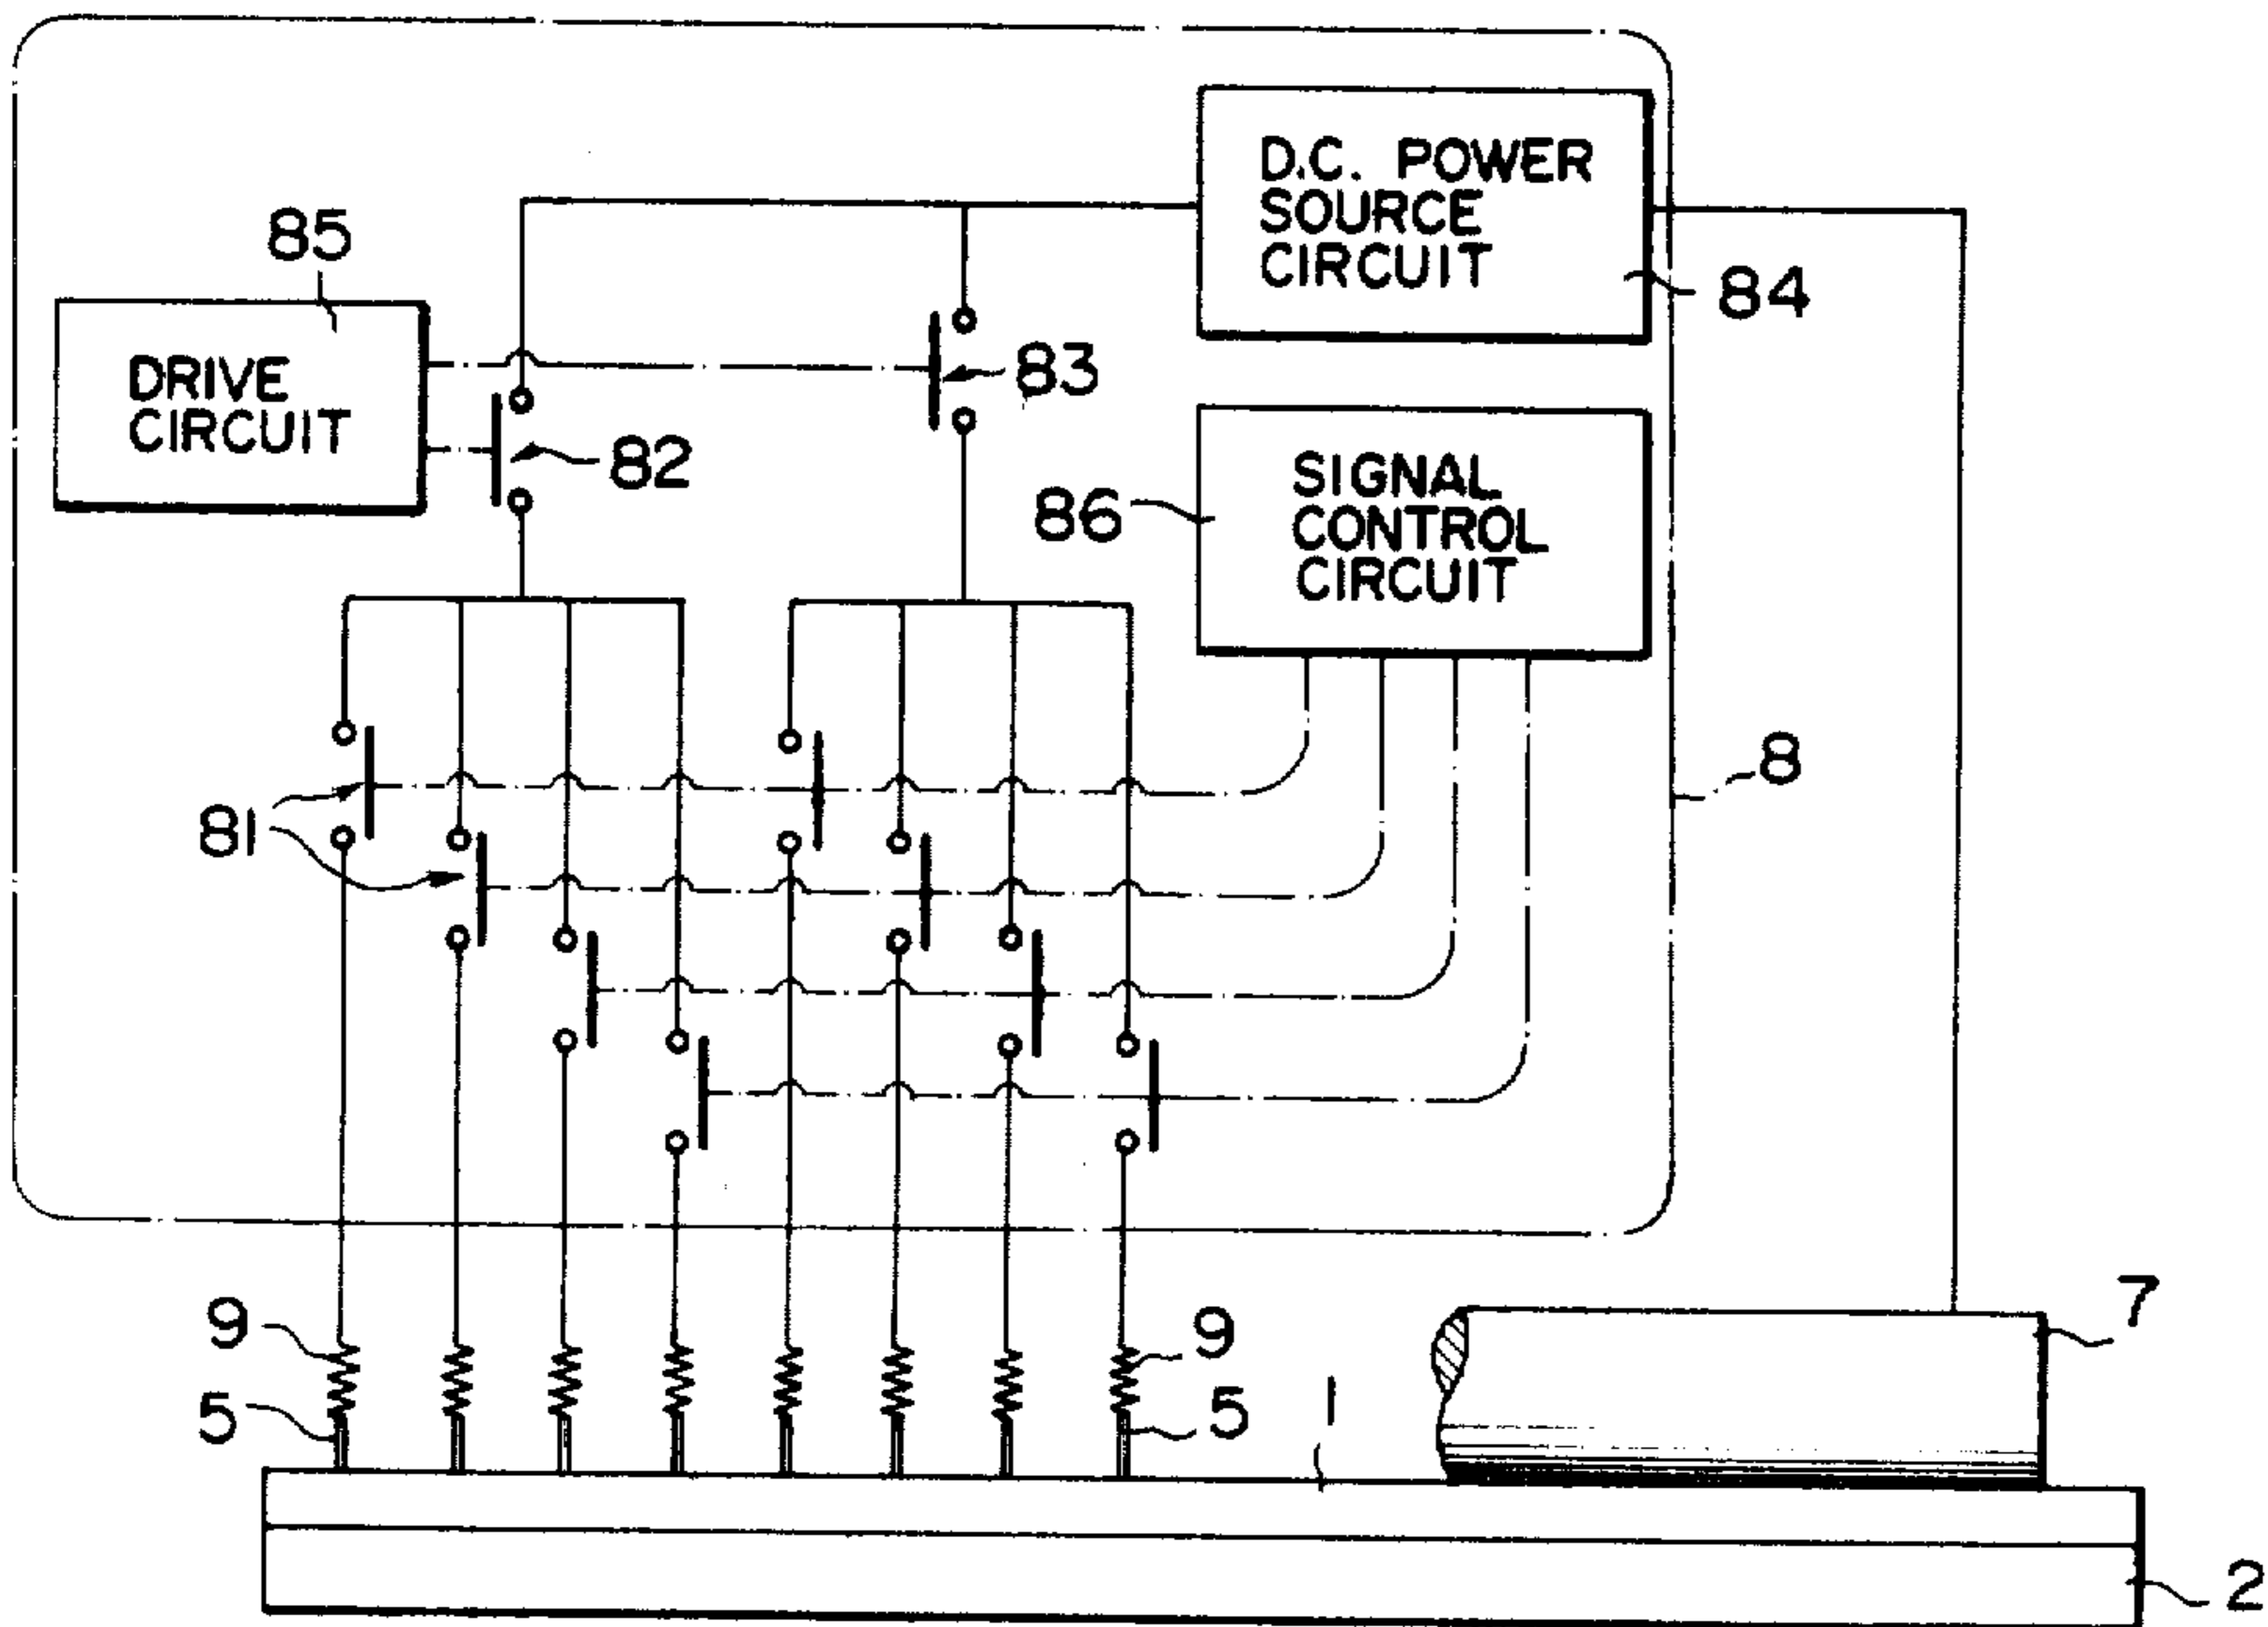 D.C. POWER
SOURCE
CIRCUIT
84
85
DRIVE
CIRCUIT
83
82
86
SIGNAL
CONTROL
CIRCUIT
8
81
9
9
7
5
5
1
2